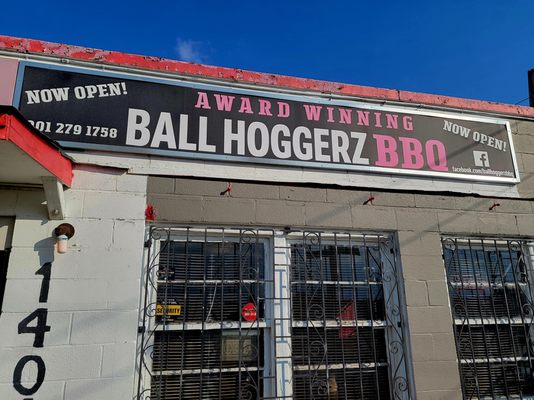 AWARD WINNING
NOW OPEN!
BALL HOGGERZ BBQ
NOW OPEN!
901 279 1758
f
facebook.com/ballhoggerzbbq
SECURITY
140